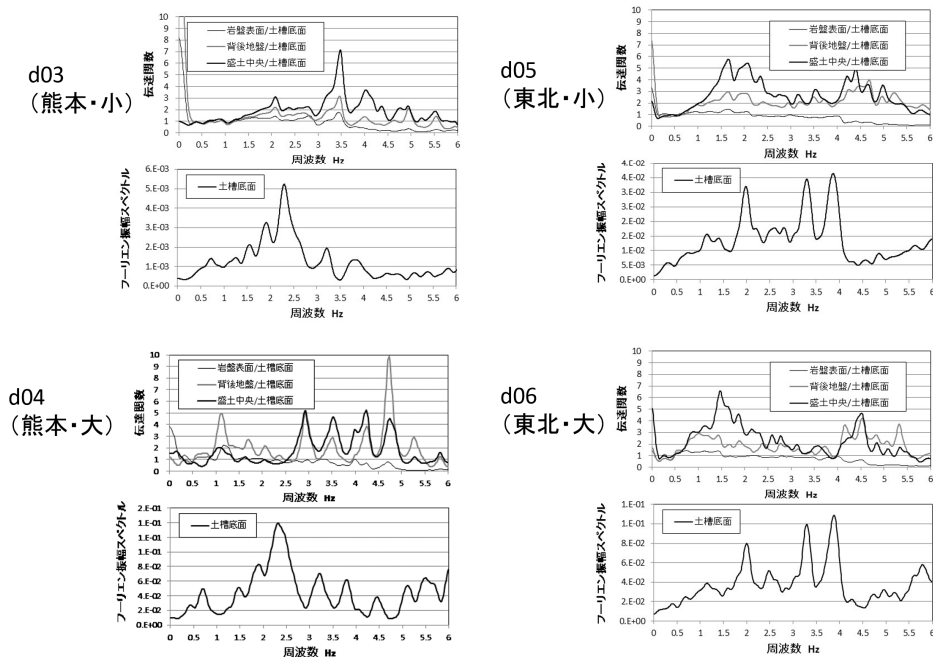 d03
(熊本・小)
伝達関数
10
9
8
7
6
5
4
3
2
1
0
岩盤表面/土槽底面
背後地盤/土槽底面
盛土中央/土槽底面
0 0.5 1 1.5 2 2.5 3 3.5 4 4.5 5 5.5 6
周波数 Hz
フーリエン振幅スペクトル
6.E-03
5.E-03
4.E-03
3.E-03
2.E-03
1.E-03
0.E+00
土槽底面
0 0.5 1 1.5 2 2.5 3 3.5 4 4.5 5 5.5 6
周波数 Hz
d05
(東北・小)
伝達関数
10
9
8
7
6
5
4
3
2
1
0
岩盤表面/土槽底面
背後地盤/土槽底面
盛土中央/土槽底面
0 0.5 1 1.5 2 2.5 3 3.5 4 4.5 5 5.5 6
周波数 Hz
フーリエン振幅スペクトル
4.E-02
4.E-02
3.E-02
3.E-02
2.E-02
2.E-02
1.E-02
5.E-03
0.E+00
土槽底面
0 0.5 1 1.5 2 2.5 3 3.5 4 4.5 5 5.5 6
周波数 Hz
d04
(熊本・大)
伝達関数
10
9
8
7
6
5
4
3
2
1
0
岩盤表面/土槽底面
背後地盤/土槽底面
盛土中央/土槽底面
0 0.5 1 1.5 2 2.5 3 3.5 4 4.5 5 5.5 6
周波数 Hz
フーリエン振幅スペクトル
1.E-01
1.E-01
1.E-01
8.E-02
6.E-02
4.E-02
2.E-02
0.E+00
土槽底面
0 0.5 1 1.5 2 2.5 3 3.5 4 4.5 5 5.5 6
周波数 Hz
d06
(東北・大)
伝達関数
10
9
8
7
6
5
4
3
2
1
0
岩盤表面/土槽底面
背後地盤/土槽底面
盛土中央/土槽底面
0 0.5 1 1.5 2 2.5 3 3.5 4 4.5 5 5.5 6
周波数 Hz
フーリエン振幅スペクトル
1.E-01
1.E-01
8.E-02
6.E-02
4.E-02
2.E-02
0.E+00
土槽底面
0 0.5 1 1.5 2 2.5 3 3.5 4 4.5 5 5.5 6
周波数 Hz